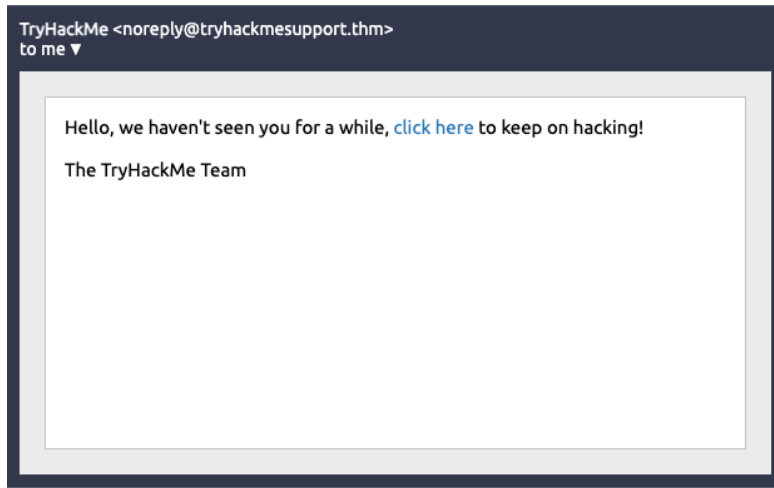 TryHackMe <noreply@tryhackmesupport.thm>
to me ▼
Hello, we haven't seen you for a while, click here to keep on hacking!
The TryHackMe Team